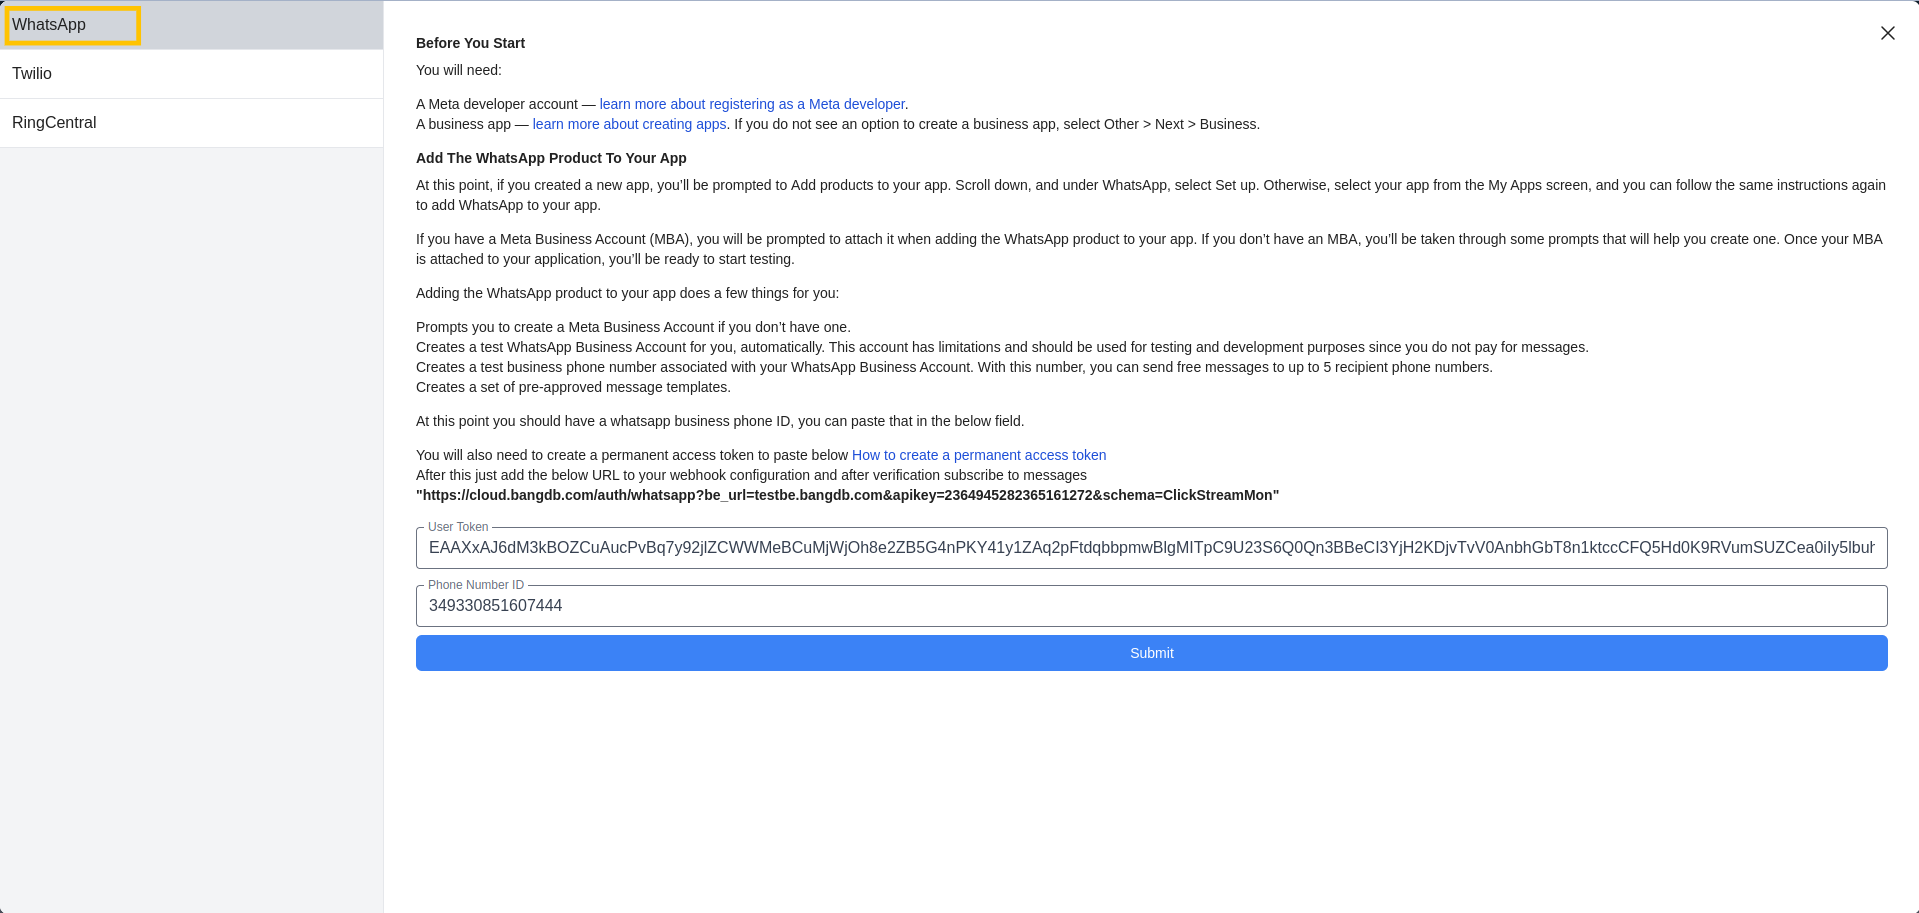 WhatsApp
Twilio
RingCentral
Before You Start
You will need:
A Meta developer account — learn more about registering as a Meta developer.
A business app — learn more about creating apps. If you do not see an option to create a business app, select Other > Next > Business.
Add The WhatsApp Product To Your App
At this point, if you created a new app, you’ll be prompted to Add products to your app. Scroll down, and under WhatsApp, select Set up. Otherwise, select your app from the My Apps screen, and you can follow the same instructions again
to add WhatsApp to your app.
If you have a Meta Business Account (MBA), you will be prompted to attach it when adding the WhatsApp product to your app. If you don’t have an MBA, you’ll be taken through some prompts that will help you create one. Once your MBA
is attached to your application, you’ll be ready to start testing.
Adding the WhatsApp product to your app does a few things for you:
Prompts you to create a Meta Business Account if you don’t have one.
Creates a test WhatsApp Business Account for you, automatically. This account has limitations and should be used for testing and development purposes since you do not pay for messages.
Creates a test business phone number associated with your WhatsApp Business Account. With this number, you can send free messages to up to 5 recipient phone numbers.
Creates a set of pre-approved message templates.
At this point you should have a whatsapp business phone ID, you can paste that in the below field.
You will also need to create a permanent access token to paste below How to create a permanent access token
After this just add the below URL to your webhook configuration and after verification subscribe to messages
"https://cloud.bangdb.com/auth/whatsapp?be_url=testbe.bangdb.com&apikey=2364945282365161272&schema=ClickStreamMon"
User Token
Phone Number ID
349330851607444
Submit